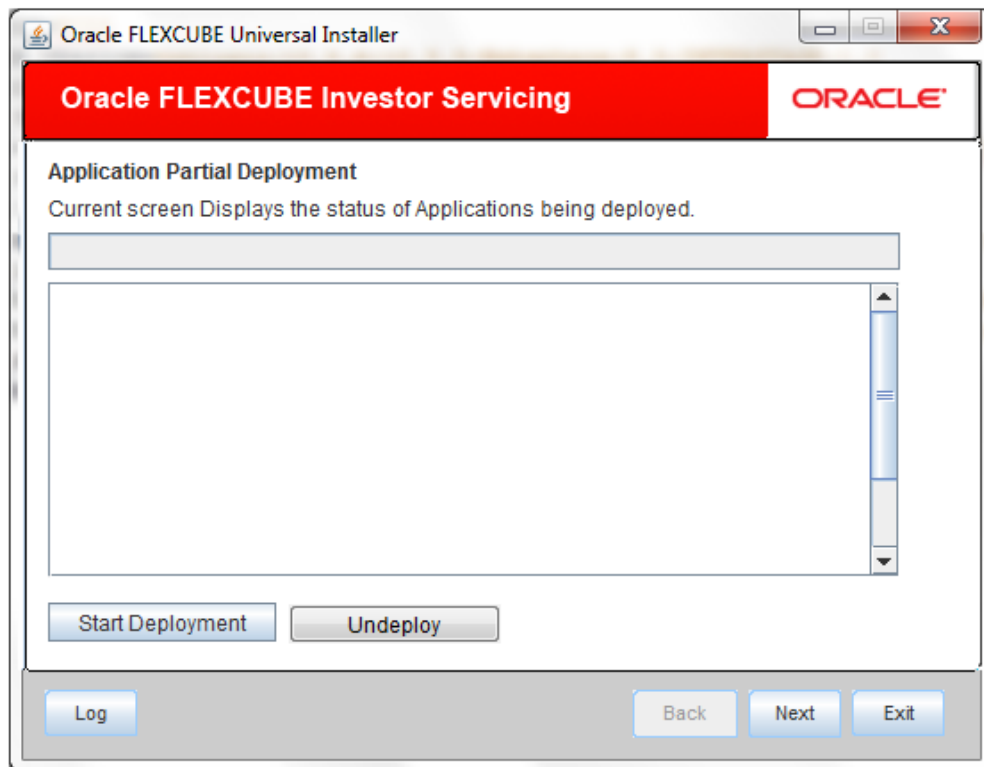 Oracle FLEXCUBE Universal Installer
Oracle FLEXCUBE Investor Servicing
ORACLE
Application Partial Deployment
Current screen Displays the status of Applications being deployed.
Start Deployment Undeploy
Log Back Next Exit